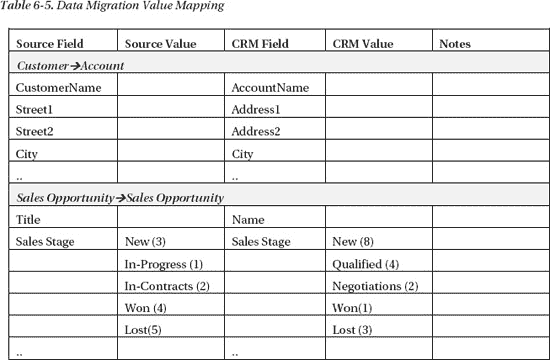 Table 6-5. Data Migration Value Mapping
Source Field Source Value CRM Field CRM Value Notes
Customer→Account
CustomerName AccountName
Street1 Address1
Street2 Address2
City City
.. ..
Sales Opportunity→Sales Opportunity
Title Name
Sales Stage New (3) Sales Stage New (8)
In-Progress (1) Qualified (4)
In-Contracts (2) Negotiations (2)
Won (4) Won(1)
Lost(5) Lost (3)
.. ..